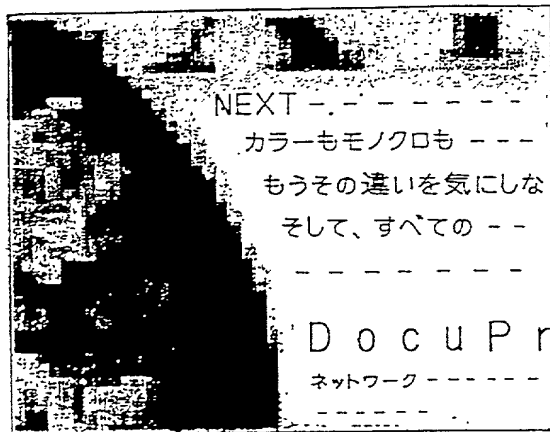 NEXT - - - - - - - -
カラーもモノクロも - - -
もうその違いを気にしな
そして、すべての - -
- - - - - - -
DocuPr
ネットワーク - - - - - -
- - - - - -